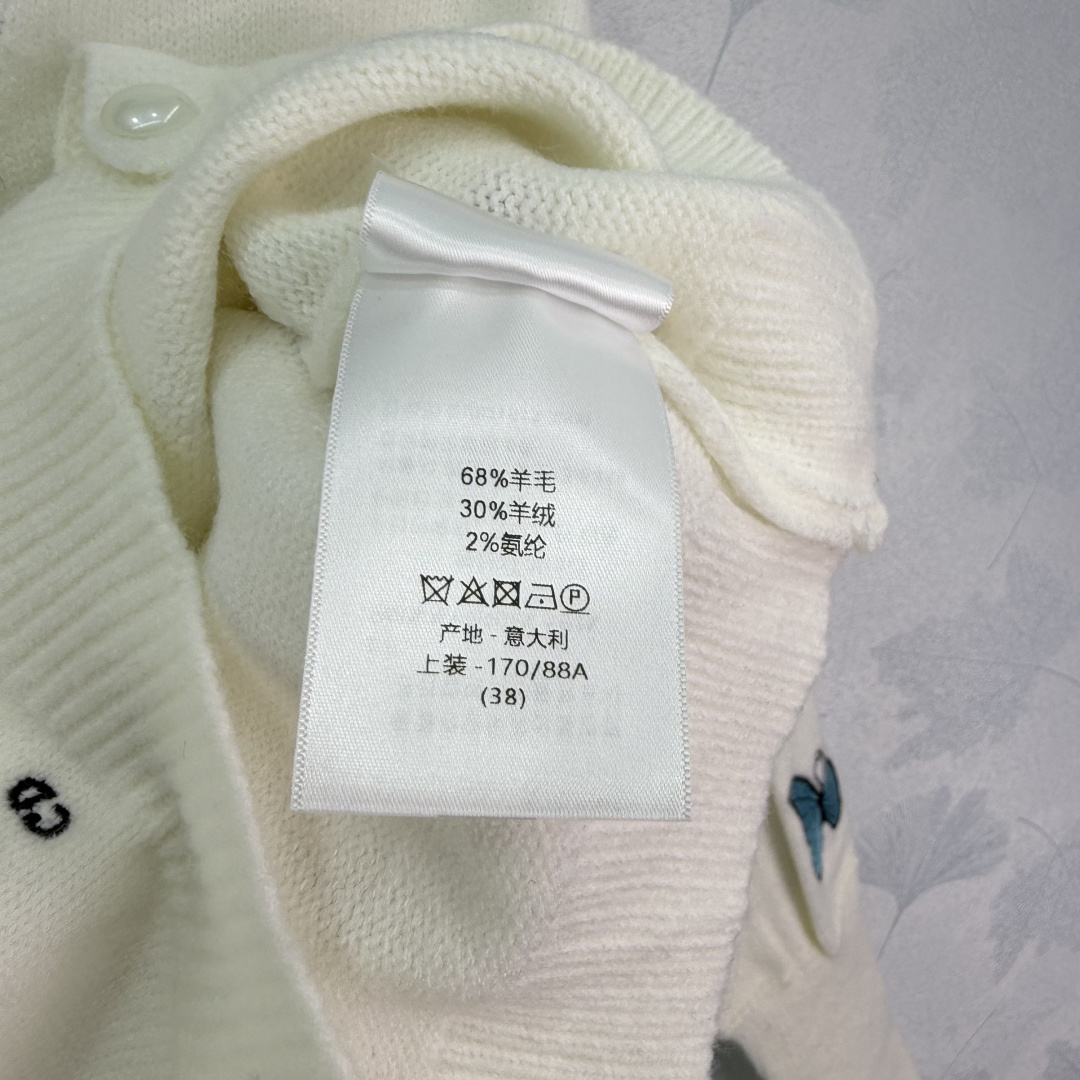 68%羊毛
30%羊绒
2%氨纶
P
产地 - 意大利
上装 -170/88A
(38)